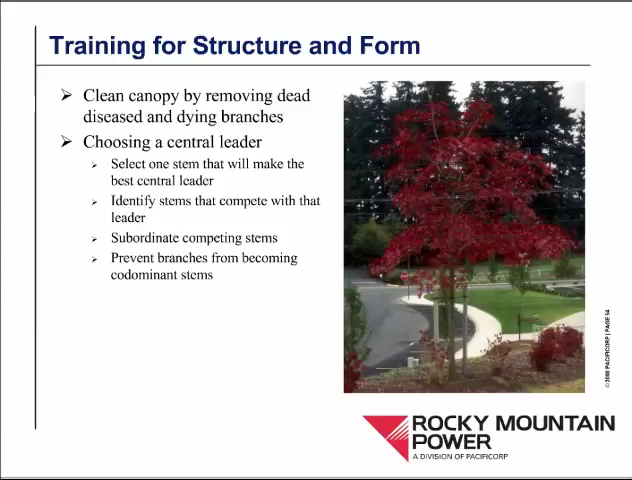 Training for Structure and Form
➢ Clean canopy by removing dead
diseased and dying branches
➢ Choosing a central leader
➢ Select one stem that will make the
best central leader
➢ Identify stems that compete with that
leader
➢ Subordinate competing stems
➢ Prevent branches from becoming
codominant stems
© 2008 PACIFICORP | PAGE 54
ROCKY MOUNTAIN
POWER
A DIVISION OF PACIFICORP